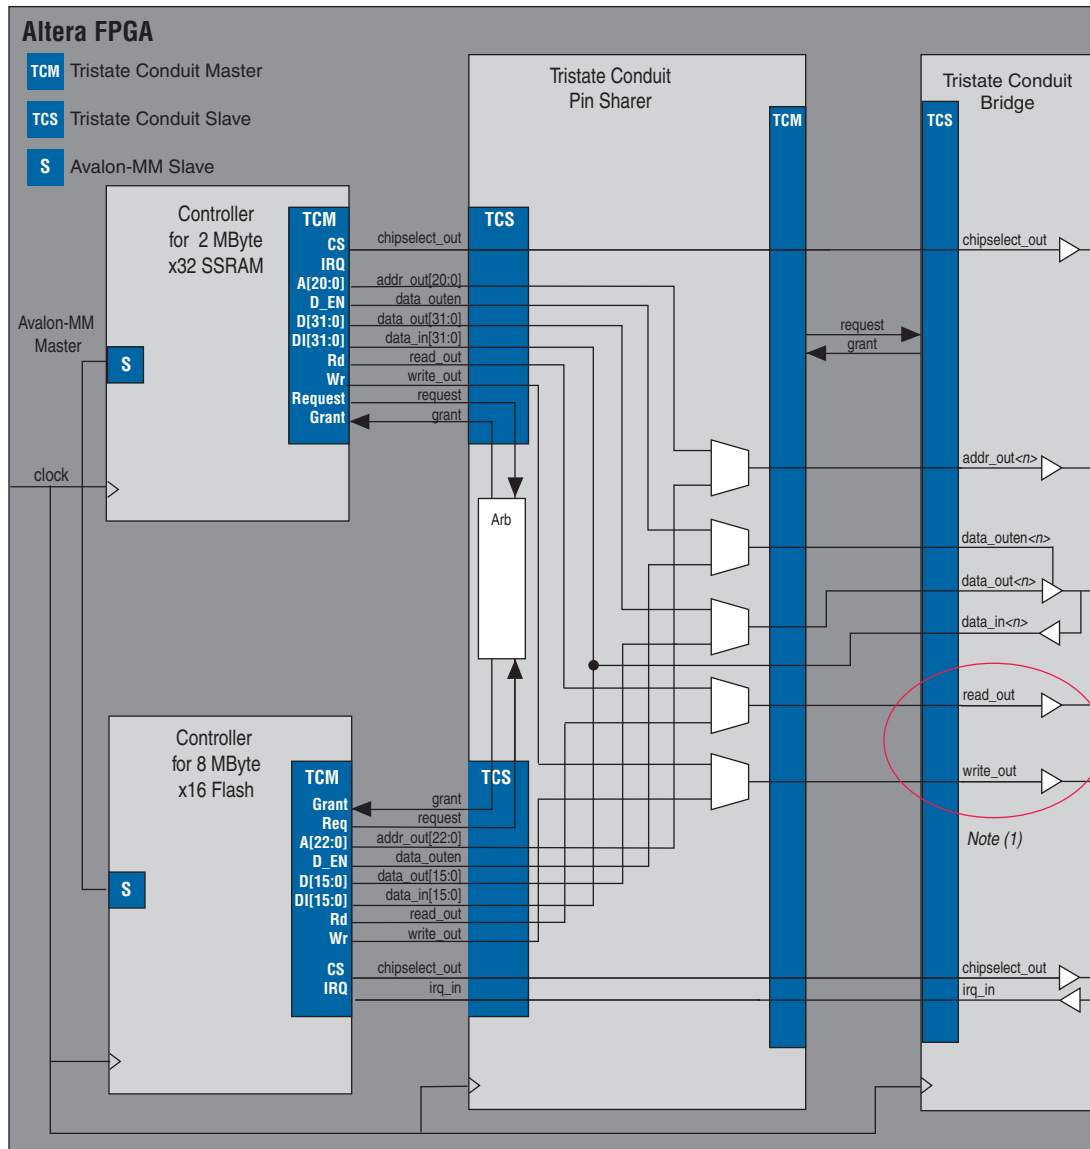 Altera FPGA
TCM Tristate Conduit Master
TCS Tristate Conduit Slave
S Avalon-MM Slave
Controller
for 2 MByte
x32 SSRAM
TCM
CS
IRQ
A[20:0]
D_EN
D[31:0]
DI[31:0]
Rd
Wr
Request
Grant
chipselect_out
addr_out[20:0]
data_outen
data_out[31:0]
data_in[31:0]
read_out
write_out
request
grant
Avalon-MM
Master
S
clock
Tristate Conduit
Pin Sharer
TCS
TCM
Arb
request
grant
Tristate Conduit
Bridge
TCS
chipselect_out
addr_out<n>
data_outen<n>
data_out<n>
data_in<n>
read_out
write_out
Note (1)
chipselect_out
irq_in
Controller
for 8 MByte
x16 Flash
S
TCM
Grant
Req
A[22:0]
D_EN
D[15:0]
DI[15:0]
Rd
Wr
CS
IRQ
grant
request
addr_out[22:0]
data_outen
data_out[15:0]
data_in[15:0]
read_out
write_out
chipselect_out
irq_in
TCS